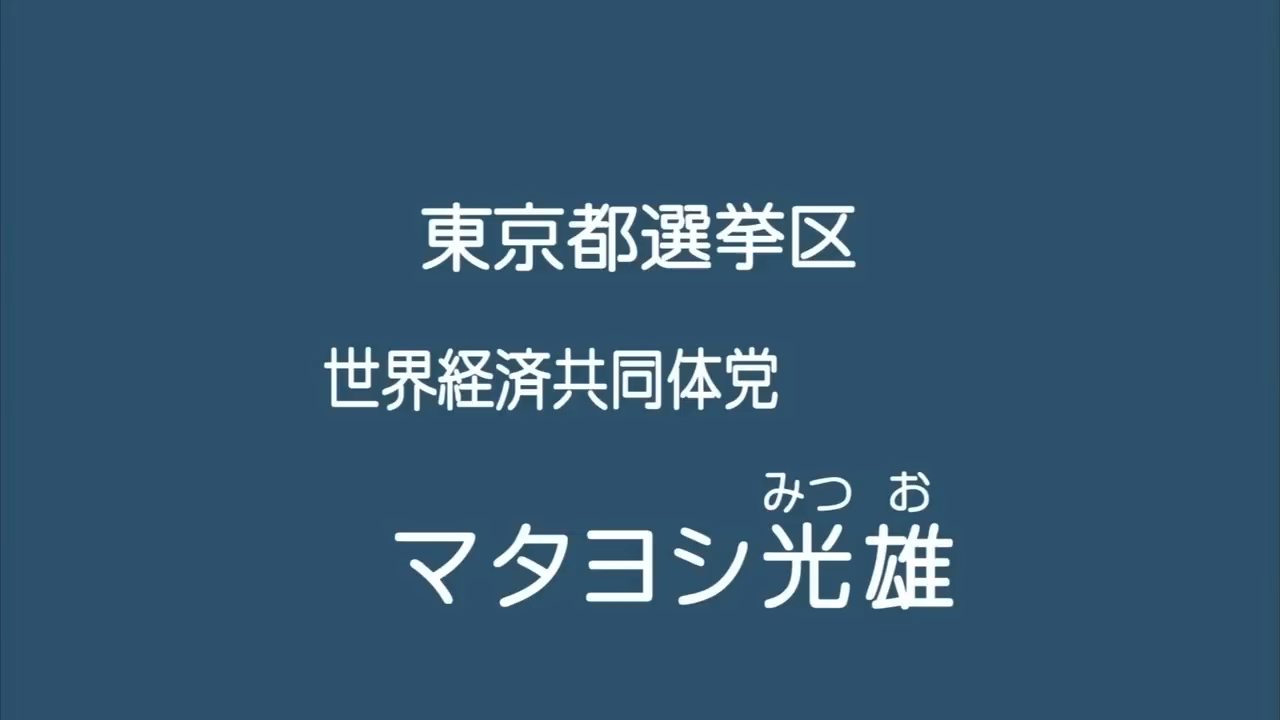 東京都選挙区
世界経済共同体党
みつ お
マタヨシ光雄